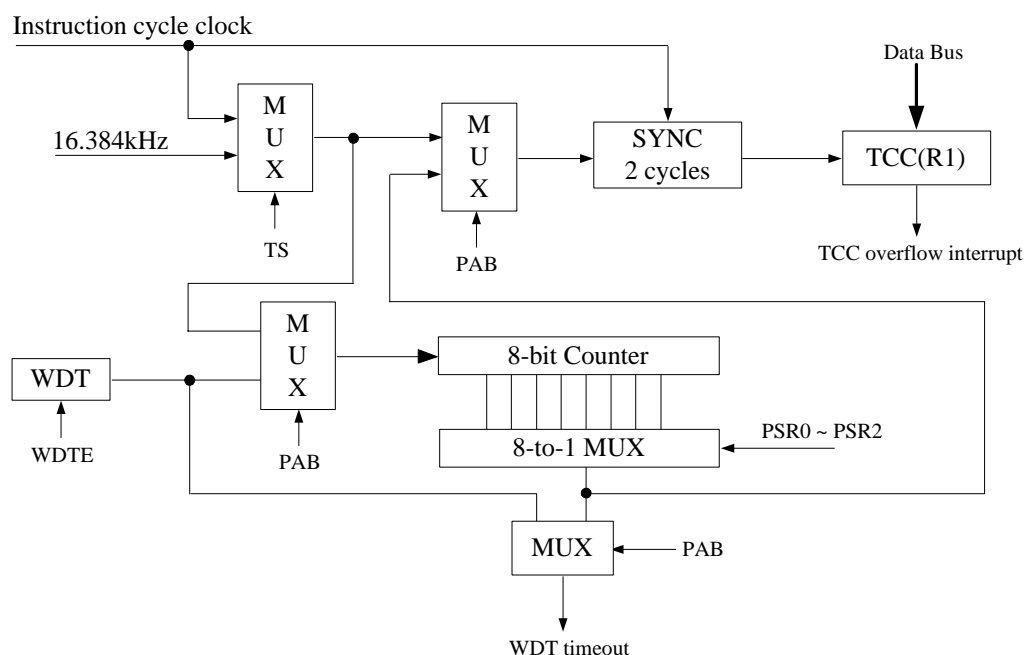 Instruction cycle clock
Data Bus
M
U
X
M
U
X
SYNC
2 cycles
TCC(R1)
16.384kHz
TS
PAB
TCC overflow interrupt
M
U
X
8-bit Counter
WDT
WDTE
PAB
8-to-1 MUX
PSR0 ~ PSR2
MUX
PAB
WDT timeout